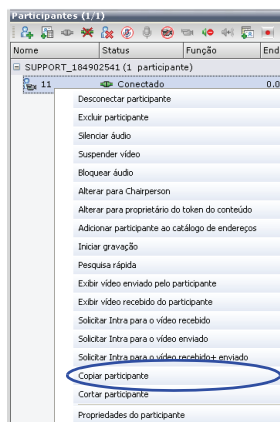 Participantes (1/1)
Nome Status Função End
SUPPORT_184902541 (1 participante)
11 Conectado 0.0
Desconectar participante
Excluir participante
Silenciar áudio
Suspender vídeo
Bloquear áudio
Alterar para Chairperson
Alterar para proprietário do token do conteúdo
Adicionar participante ao catálogo de endereços
Iniciar gravação
Pesquisa rápida
Exibir vídeo enviado pelo participante
Exibir vídeo recebido do participante
Solicitar Intra para o vídeo recebido
Solicitar Intra para o vídeo enviado
Solicitar Intra para o vídeo recebido+ enviado
Copiar participante
Cortar participante
Propriedades do participante